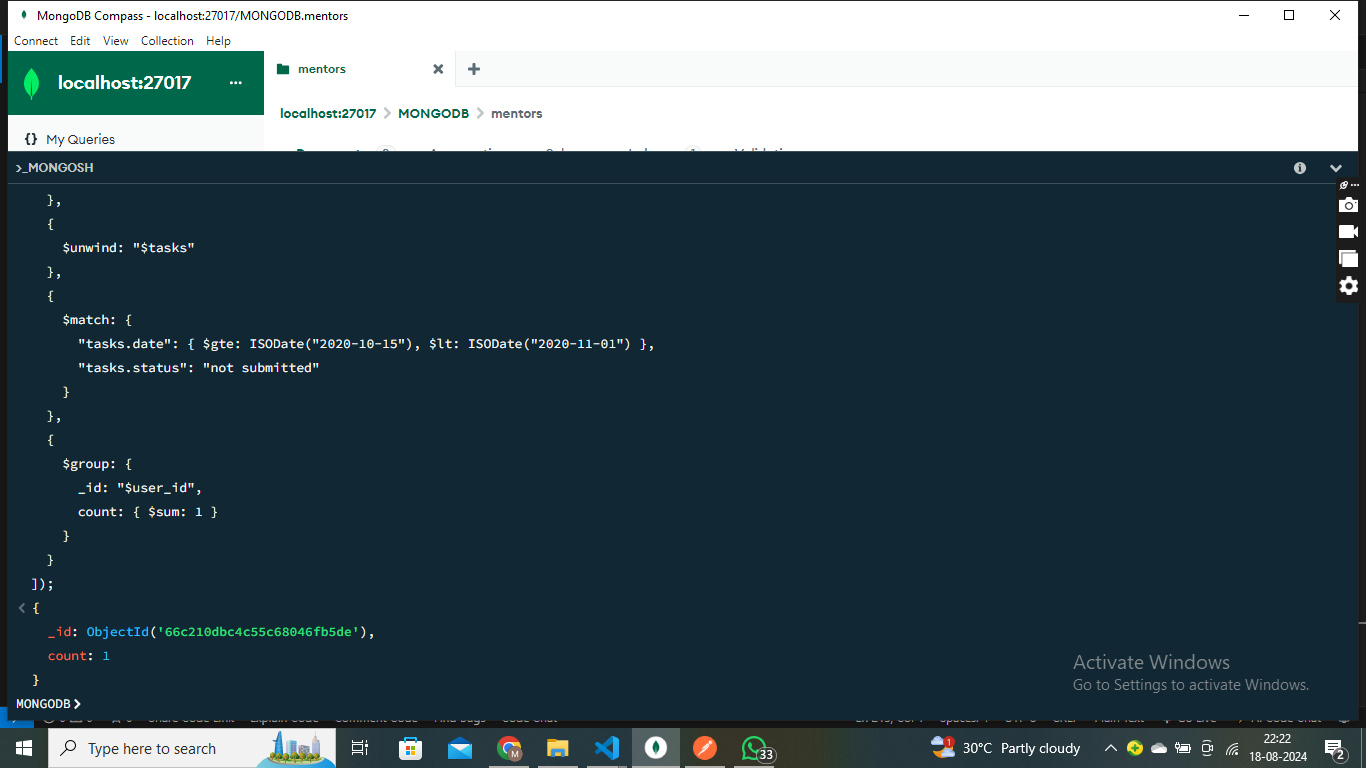 MongoDB Compass - localhost:27017/MONGODB.mentors
Connect Edit View Collection Help
localhost:27017 ...
mentors
localhost:27017 > MONGODB > mentors
{} My Queries
>_MONGOSH
},
{
$unwind: "$tasks"
},
{
$match: {
"tasks.date": { $gte: ISODate("2020-10-15"), $lt: ISODate("2020-11-01") },
"tasks.status": "not submitted"
}
},
{
$group: {
_id: "$user_id",
count: { $sum: 1 }
}
}
]);
< {
_id: ObjectId('66c210dbc4c55c68046fb5de'),
count: 1
}
MONGODB >
Activate Windows
Go to Settings to activate Windows.
Type here to search
M
33
1
30°C Partly cloudy
22:22
18-08-2024
2